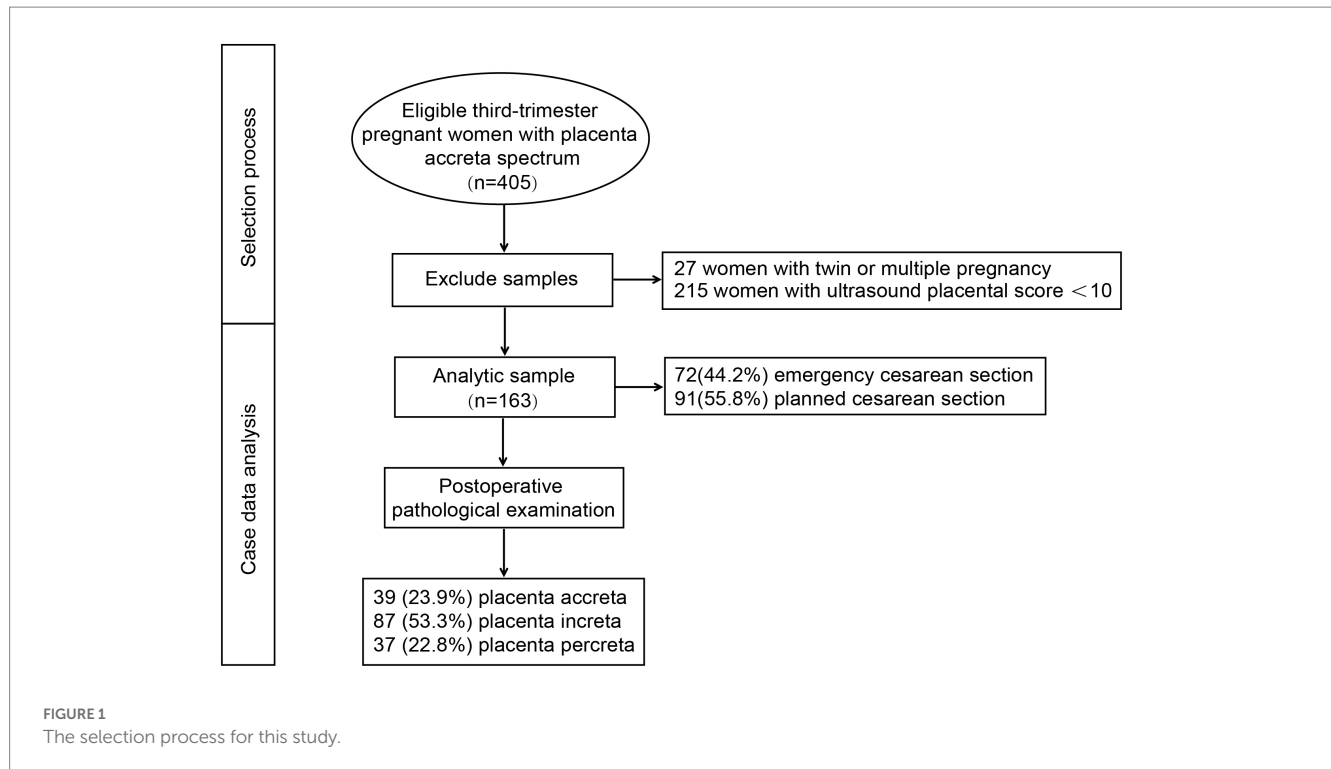 Selection process
Eligible third-trimester
pregnant women with placenta
accreta spectrum
(n=405)
Exclude samples
27 women with twin or multiple pregnancy
215 women with ultrasound placental score <10
Case data analysis
Analytic sample
(n=163)
72(44.2%) emergency cesarean section
91(55.8%) planned cesarean section
Postoperative
pathological examination
39 (23.9%) placenta accreta
87 (53.3%) placenta increta
37 (22.8%) placenta percreta
FIGURE 1
The selection process for this study.